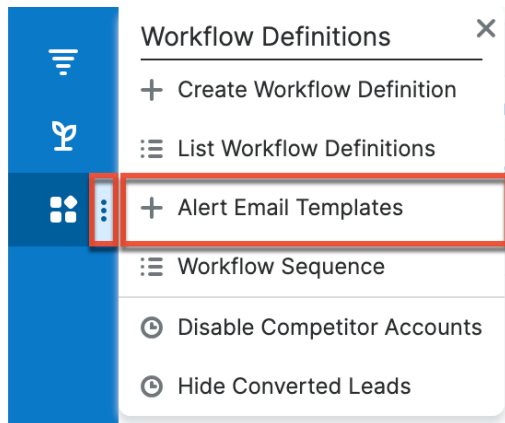 Workflow Definitions
Create Workflow Definition
List Workflow Definitions
Alert Email Templates
Workflow Sequence
Disable Competitor Accounts
Hide Converted Leads